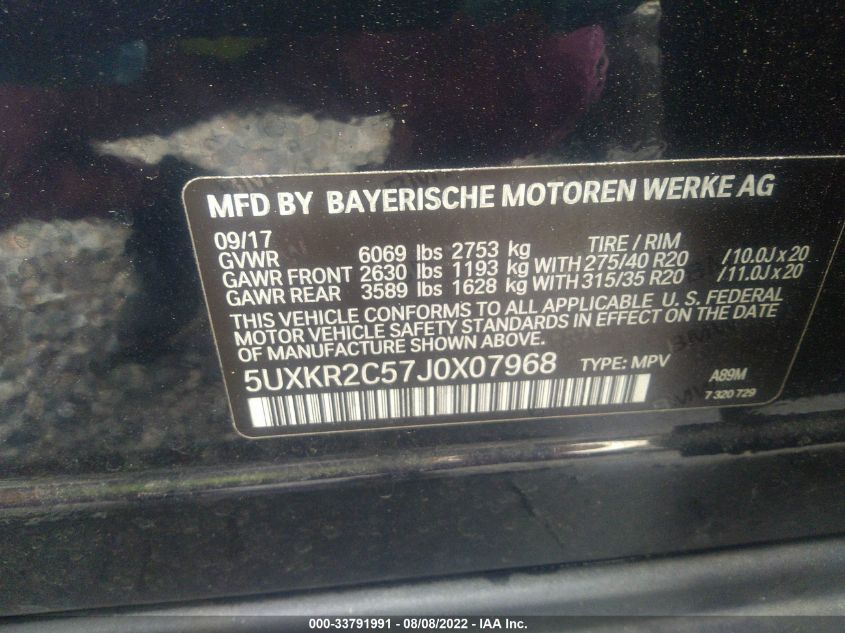 MFD BY BAYERISCHE MOTOREN WERKE AG
09/17 TIRE / RIM
GVWR 6069 lbs 2753 kg
GAWR FRONT 2630 lbs 1193 kg WITH 275/40 R20 /10.0J x 20
GAWR REAR 3589 lbs 1628 kg WITH 315/35 R20 /11.0J x 20
THIS VEHICLE CONFORMS TO ALL APPLICABLE U. S. FEDERAL
MOTOR VEHICLE SAFETY STANDARDS IN EFFECT ON THE DATE
OF MANUFACTURE SHOWN ABOVE.
5UXKR2C57J0X07968 TYPE: MPV
A89M
7 320 729
000-33791991 - 08/08/2022 - IAA Inc.